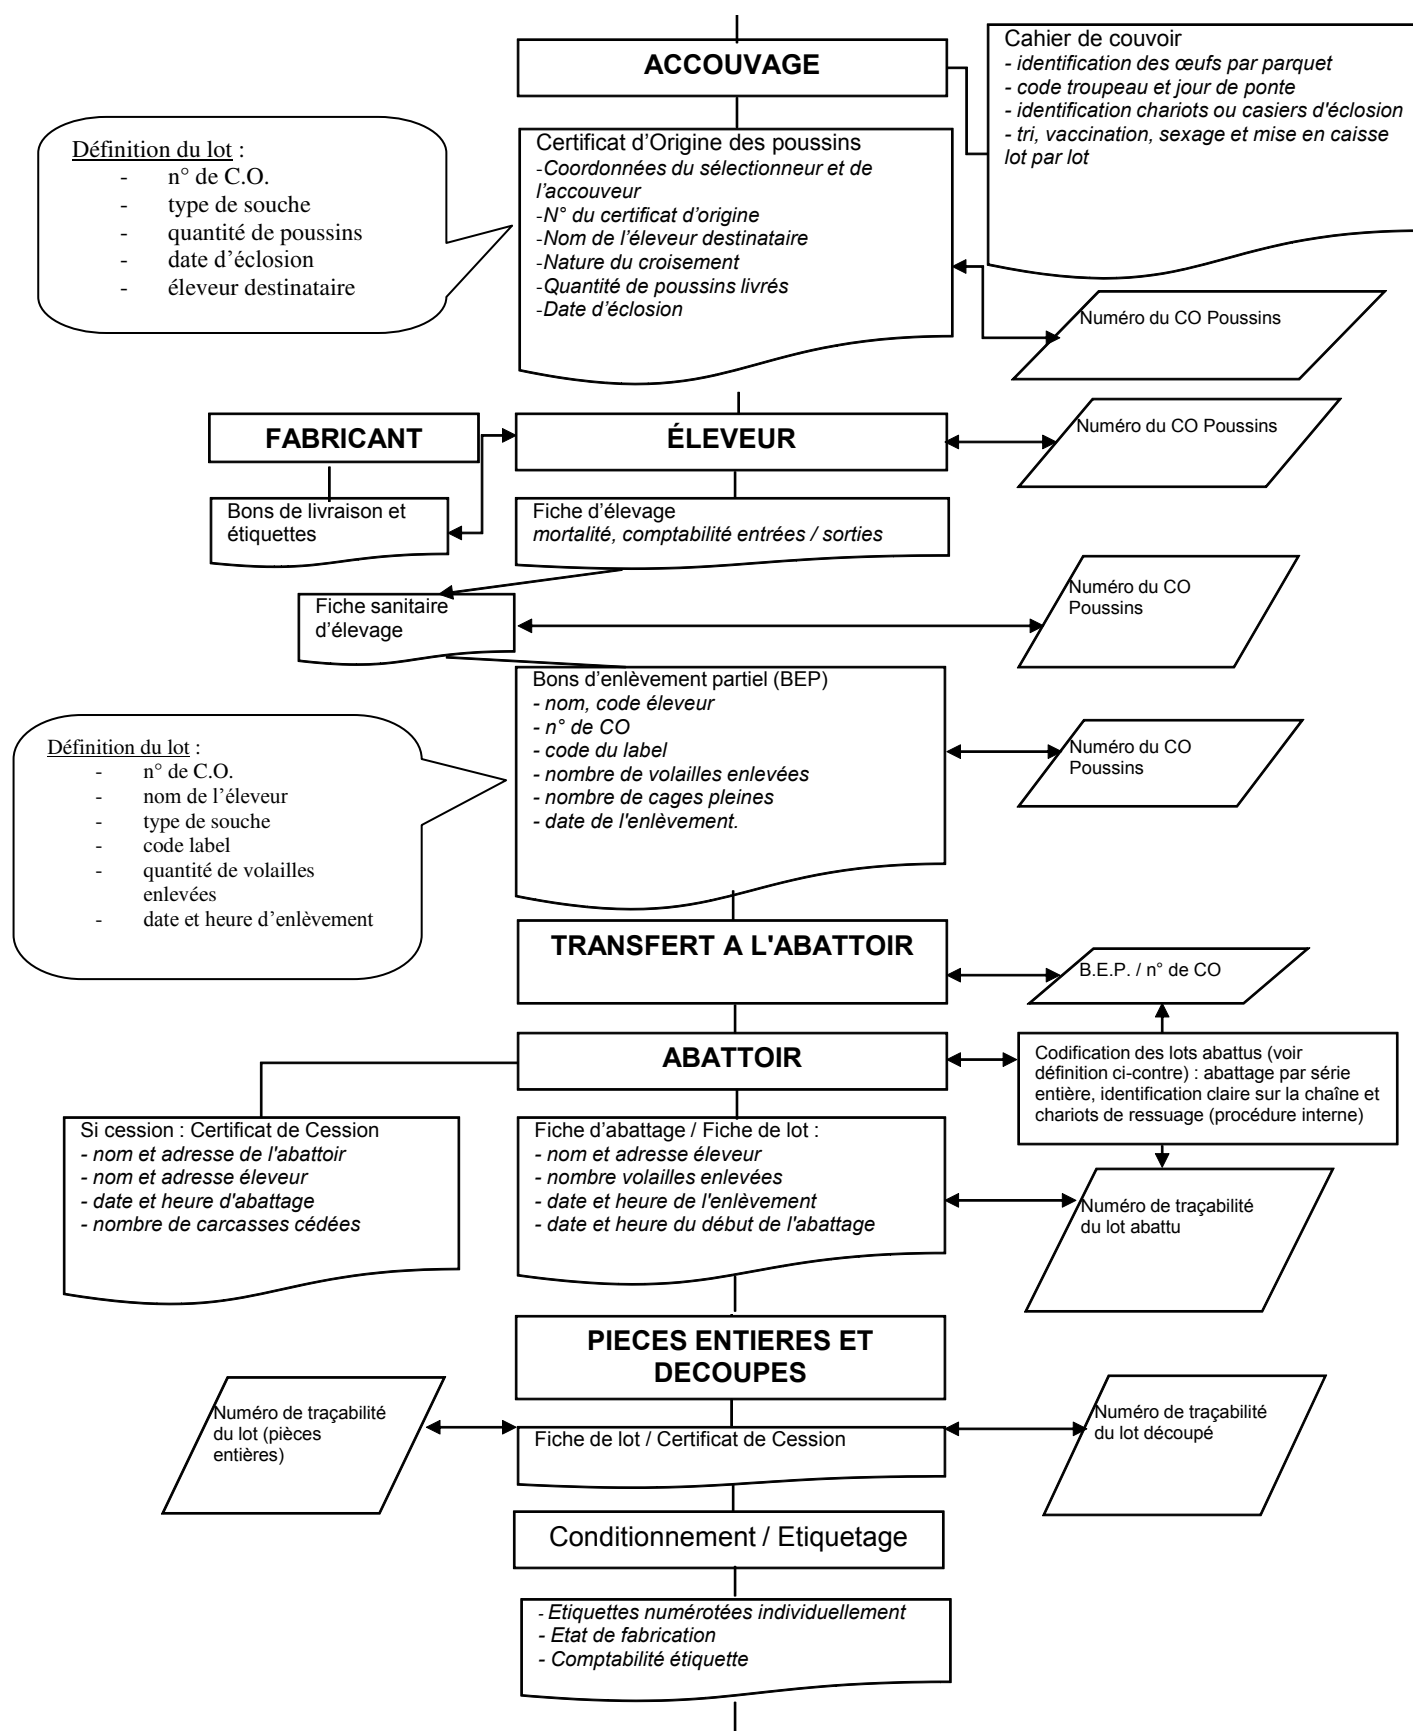 ACCOUVAGE
Cahier de couvoir
- identification des œufs par parquet
- code troupeau et jour de ponte
- identification chariots ou casiers d'éclosion
- tri, vaccination, sexage et mise en caisse
lot par lot
Définition du lot :
- n° de C.O.
- type de souche
- quantité de poussins
- date d’éclosion
- éleveur destinataire
Certificat d’Origine des poussins
-Coordonnées du sélectionneur et de
l’accouveur
-N° du certificat d’origine
-Nom de l’éleveur destinataire
-Nature du croisement
-Quantité de poussins livrés
-Date d’éclosion
Numéro du CO Poussins
FABRICANT
ÉLEVEUR
Numéro du CO Poussins
Bons de livraison et
étiquettes
Fiche d’élevage
mortalité, comptabilité entrées / sorties
Fiche sanitaire
d’élevage
Numéro du CO
Poussins
Bons d’enlèvement partiel (BEP)
- nom, code éleveur
- n° de CO
- code du label
- nombre de volailles enlevées
- nombre de cages pleines
- date de l'enlèvement.
Numéro du CO
Poussins
Définition du lot :
- n° de C.O.
- nom de l’éleveur
- type de souche
- code label
- quantité de volailles
enlevées
- date et heure d’enlèvement
TRANSFERT A L'ABATTOIR
B.E.P. / n° de CO
ABATTOIR
Codification des lots abattus (voir
définition ci-contre) : abattage par série
entière, identification claire sur la chaîne et
chariots de ressuage (procédure interne)
Si cession : Certificat de Cession
- nom et adresse de l'abattoir
- nom et adresse éleveur
- date et heure d'abattage
- nombre de carcasses cédées
Fiche d’abattage / Fiche de lot :
- nom et adresse éleveur
- nombre volailles enlevées
- date et heure de l'enlèvement
- date et heure du début de l'abattage
Numéro de traçabilité
du lot abattu
PIECES ENTIERES ET
DECOUPES
Numéro de traçabilité
du lot (pièces
entières)
Fiche de lot / Certificat de Cession
Numéro de traçabilité
du lot découpé
Conditionnement / Etiquetage
- Etiquettes numérotées individuellement
- Etat de fabrication
- Comptabilité étiquette